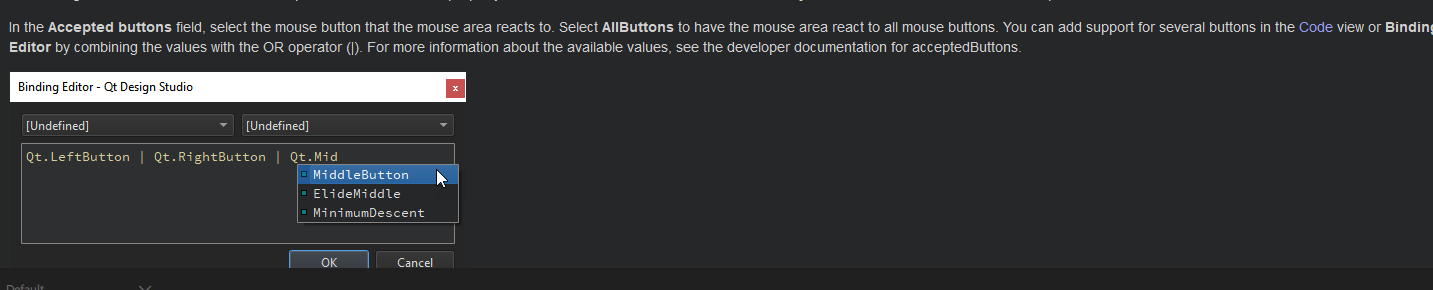 In the Accepted buttons field, select the mouse button that the mouse area reacts to. Select AllButtons to have the mouse area react to all mouse buttons. You can add support for several buttons in the Code view or Binding
Editor by combining the values with the OR operator (|). For more information about the available values, see the developer documentation for acceptedButtons.
Binding Editor - Qt Design Studio
x
[Undefined] [Undefined]
Qt.LeftButton | Qt.RightButton | Qt.Mid
MiddleButton
ElideMiddle
MinimumDescent
OK Cancel
Default